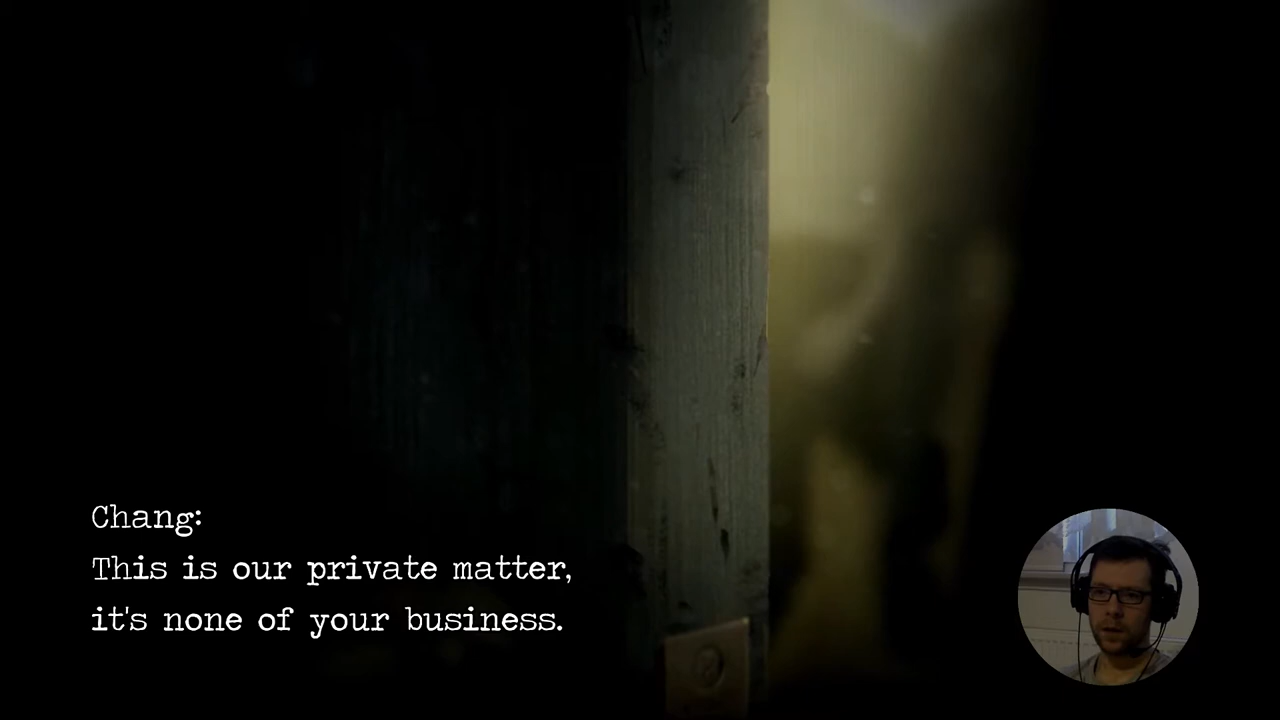 Chang:
This is our private matter,
it's none of your business.